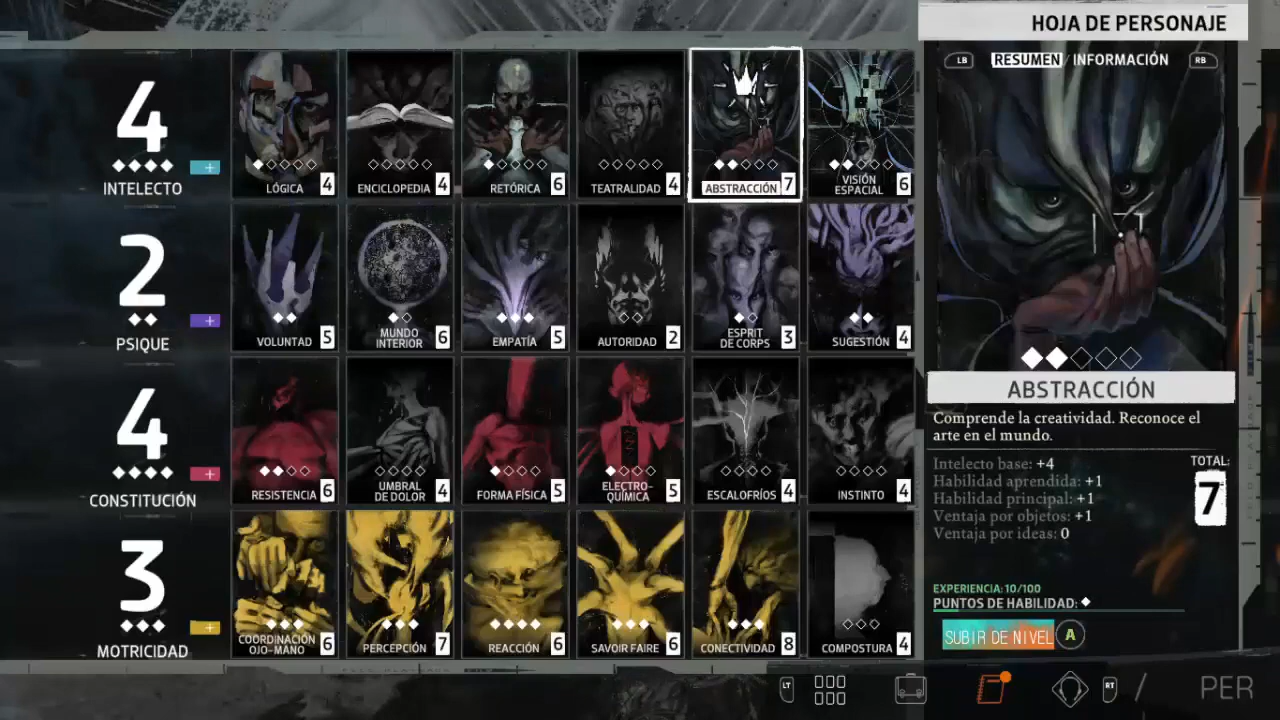 HOJA DE PERSONAJE
LB RESUMEN / INFORMACIÓN RB
4
INTELECTO
LÓGICA 4
ENCICLOPEDIA 4
RETÓRICA 6
TEATRALIDAD 4
ABSTRACCIÓN 7
VISIÓN
ESPACIAL 6
2
PSIQUE
VOLUNTAD 5
MUNDO
INTERIOR 6
EMPATÍA 5
AUTORIDAD 2
ESPRIT
DE CORPS 3
SUGESTIÓN 4
4
CONSTITUCIÓN
RESISTENCIA 6
UMBRAL
DE DOLOR 4
FORMA FÍSICA 5
ELECTRO-
QUÍMICA 5
ESCALOFRÍOS 4
INSTINTO 4
3
MOTRICIDAD
COORDINACIÓN
OJO-MANO 6
PERCEPCIÓN 7
REACCIÓN 6
SAVOIR FAIRE 6
CONECTIVIDAD 8
COMPOSTURA 4
ABSTRACCIÓN
Comprende la creatividad. Reconoce el
arte en el mundo.
Intelecto base: +4
Habilidad aprendida: +1
Habilidad principal: +1
Ventaja por objetos: +1
Ventaja por ideas: 0
TOTAL:
7
EXPERIENCIA: 10/100
PUNTOS DE HABILIDAD:
SUBIR DE NIVEL A
LT
RT
/ PER